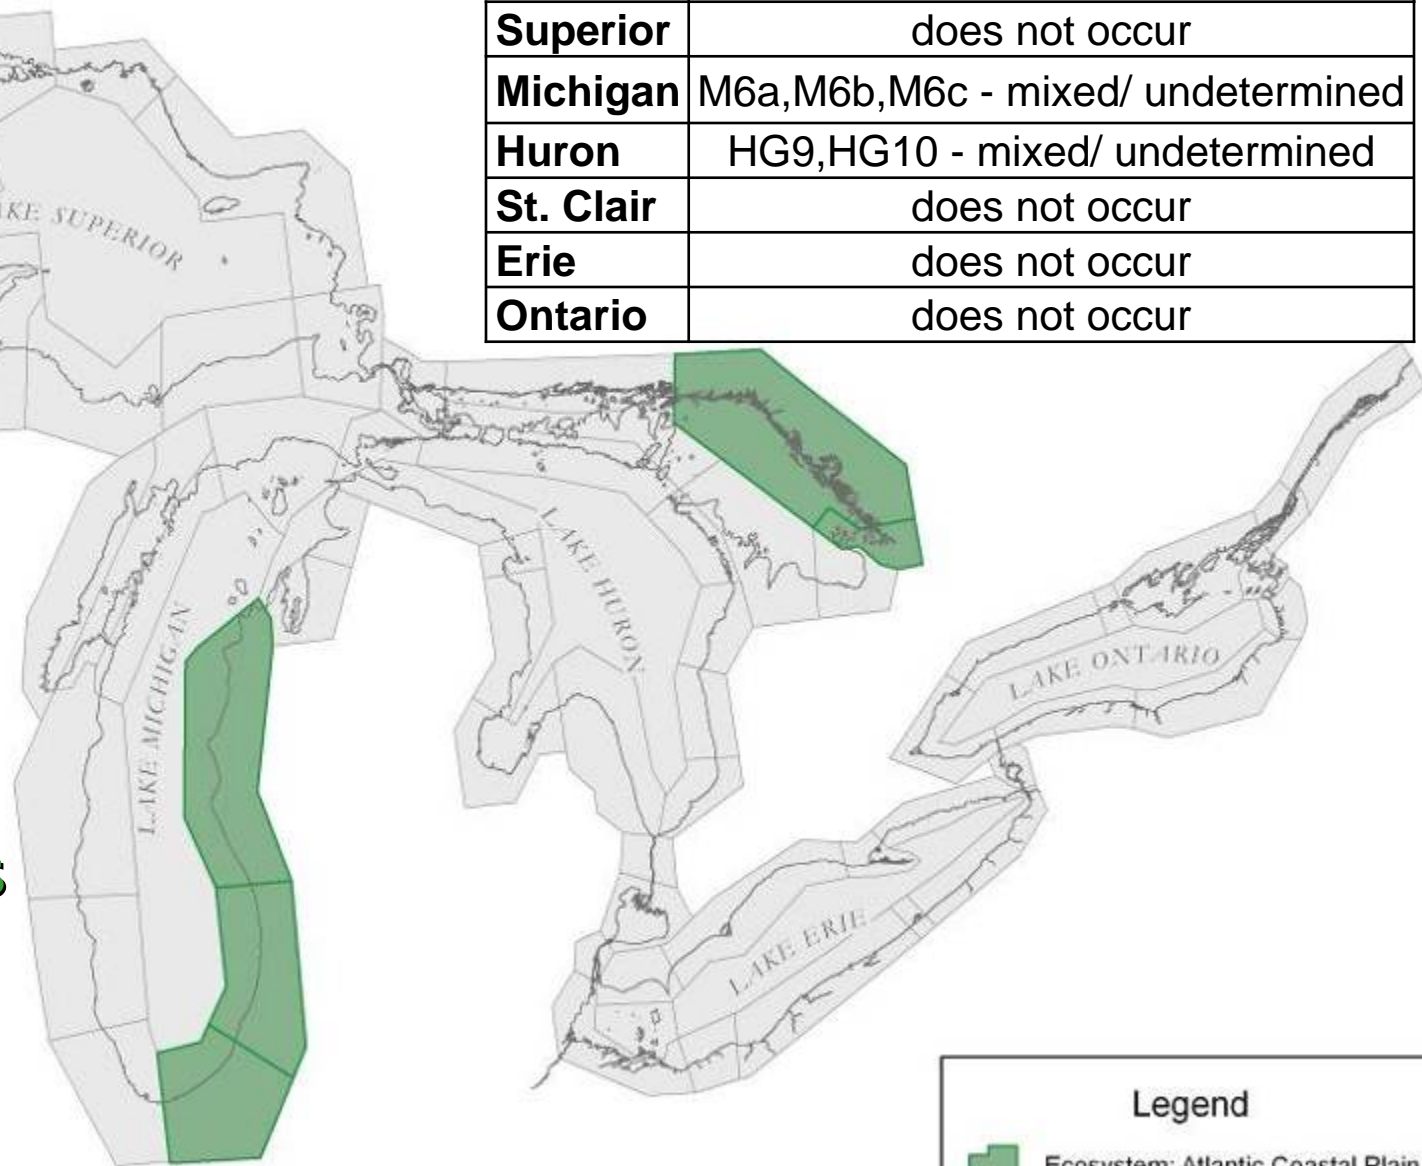 Superior does not occur
Michigan M6a,M6b,M6c - mixed/ undetermined
Huron HG9,HG10 - mixed/ undetermined
St. Clair does not occur
Erie does not occur
Ontario does not occur
SUPERIOR
LAKE HURON
LAKE MICHIGAN
LAKE ONTARIO
LAKE ERIE
s
Legend
Ecosystem: Atlantic Coastal Plain